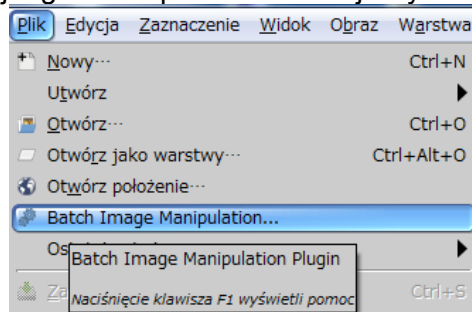 Plik Edycja Zaznaczenie Widok Obraz Warstwa
Nowy... Ctrl+N
Utwórz
Otwórz... Ctrl+O
Otwórz jako warstwy... Ctrl+Alt+O
Otwórz położenie...
Batch Image Manipulation...
Batch Image Manipulation Plugin
Naciśnięcie klawisza F1 wyświetli pomoc
Ctrl+S